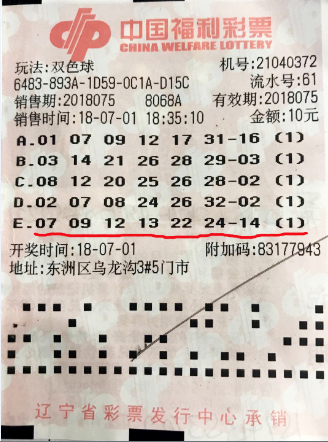 中国福利彩票
CHINA WELFARE LOTTERY
玩法:双色球 机号:21040372
6483-893A-1D59-0C1A-D15C 流水号:61
销售期:2018075 8068A 有效期:2018075
销售时间:18-07-01 18:35:10 金额:10元
A.01 07 09 12 17 31-16 (1)
B.03 14 21 26 28 29-03 (1)
C.08 12 20 25 26 28-02 (1)
D.02 07 08 24 26 32-02 (1)
E.07 09 12 13 22 24-14 (1)
开奖时间:18-07-01 附加码:83177943
地址:东洲区乌龙沟3#5门市
辽宁省彩票发行中心承销